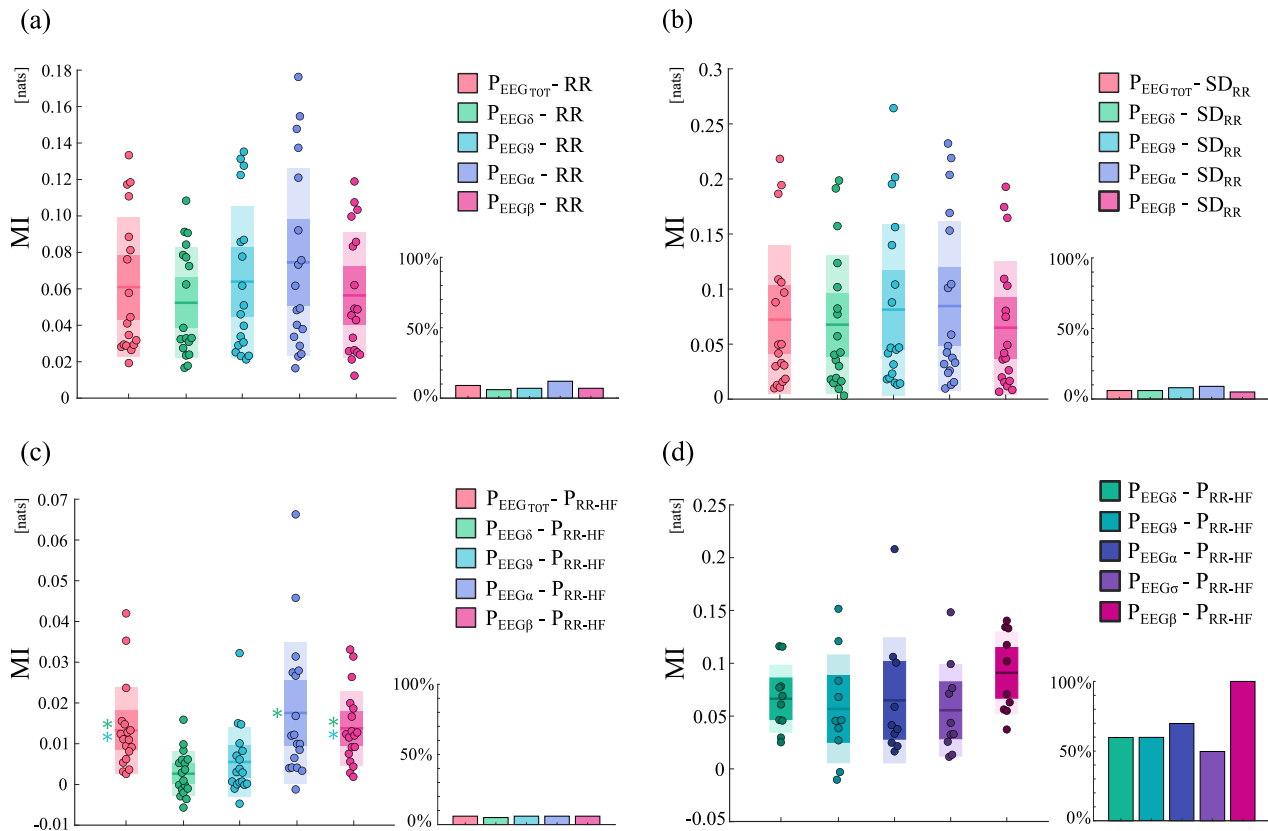 (a)
[nats]
MI
0.18
0.16
0.14
0.12
0.10
0.08
0.06
0.04
0.02
0
P_EEG_TOT - RR
P_EEGδ - RR
P_EEGϑ - RR
P_EEGα - RR
P_EEGβ - RR
100%
50%
0%
(b)
[nats]
MI
0.3
0.25
0.2
0.15
0.1
0.05
0
P_EEG_TOT - SD_RR
P_EEGδ - SD_RR
P_EEGϑ - SD_RR
P_EEGα - SD_RR
P_EEGβ - SD_RR
100%
50%
0%
(c)
[nats]
MI
0.07
0.06
0.05
0.04
0.03
0.02
0.01
0
-0.01
*
*
*
*
*
P_EEG_TOT - P_RR-HF
P_EEGδ - P_RR-HF
P_EEGϑ - P_RR-HF
P_EEGα - P_RR-HF
P_EEGβ - P_RR-HF
100%
50%
0%
(d)
[nats]
MI
0.25
0.2
0.15
0.1
0.05
0
-0.05
P_EEGδ - P_RR-HF
P_EEGϑ - P_RR-HF
P_EEGα - P_RR-HF
P_EEGσ - P_RR-HF
P_EEGβ - P_RR-HF
100%
50%
0%